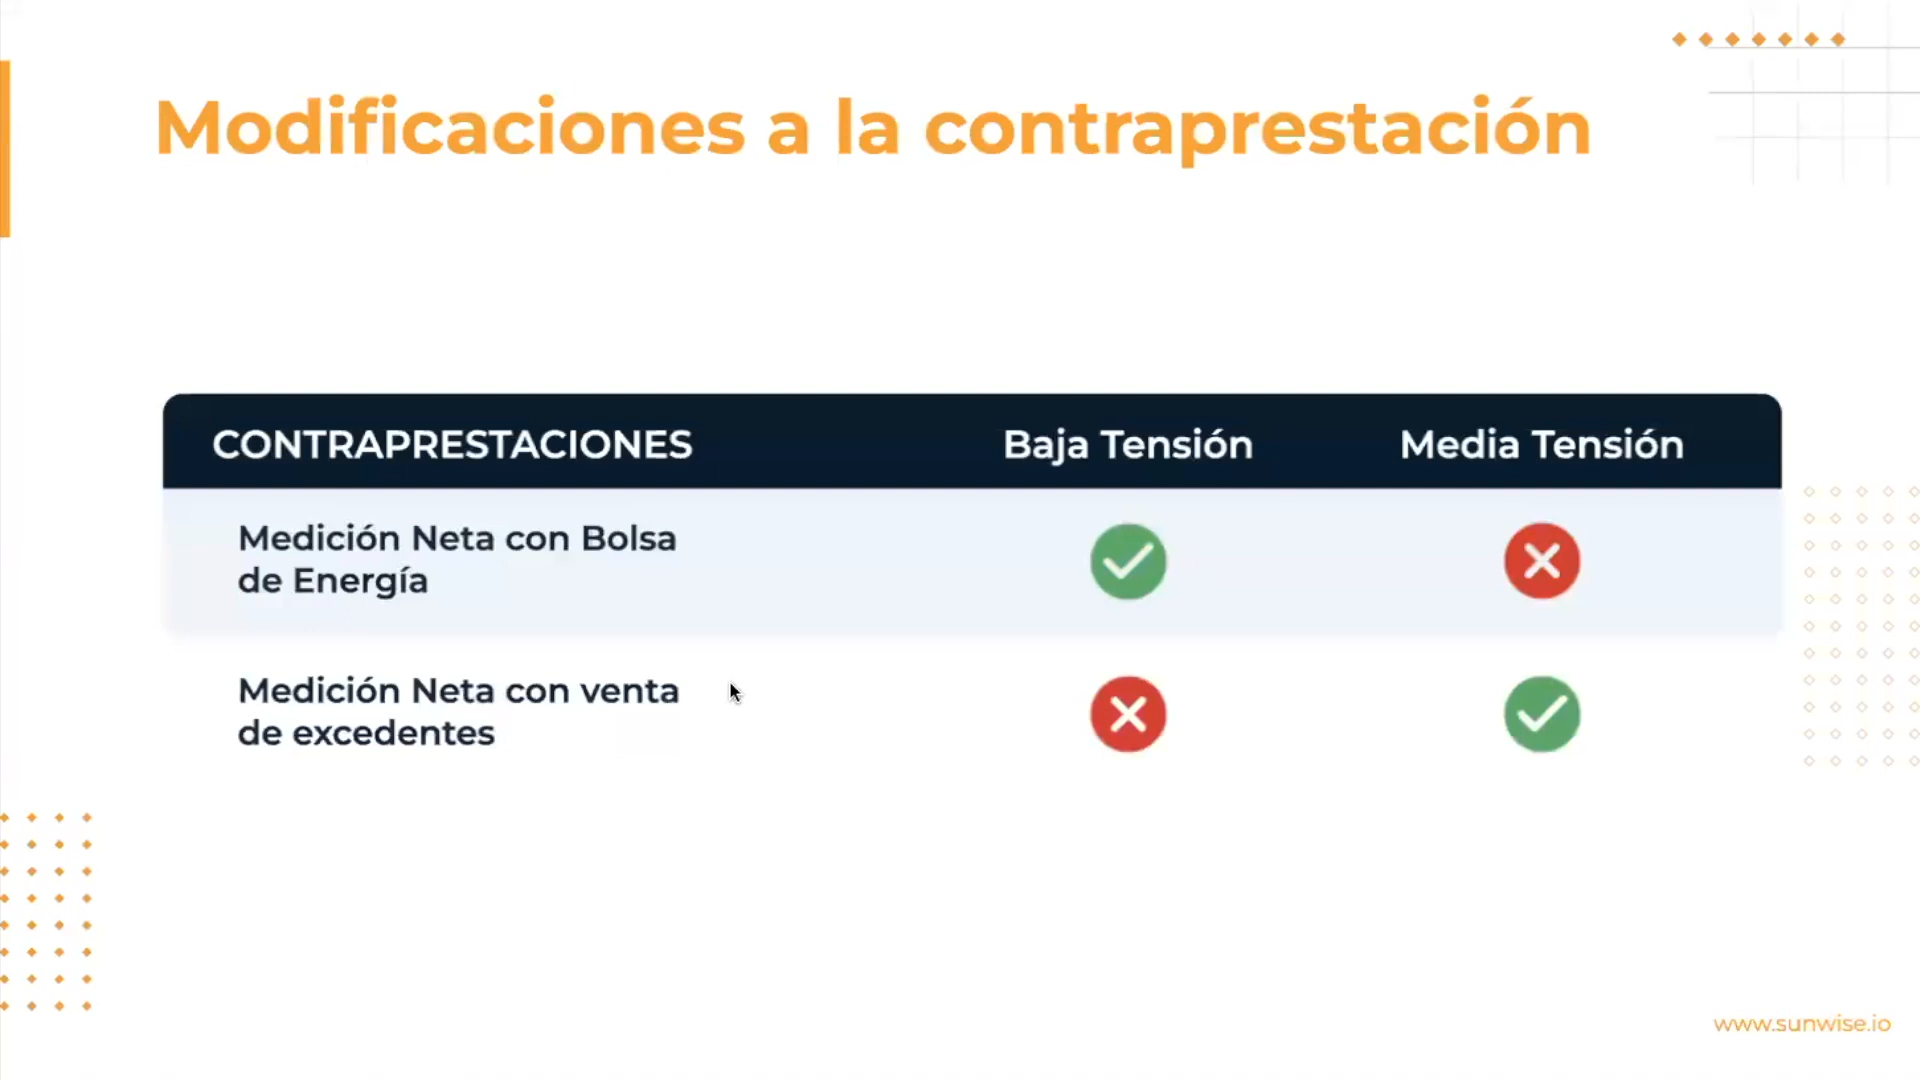 Modificaciones a la contraprestación
CONTRAPRESTACIONES Baja Tensión Media Tensión
Medición Neta con Bolsa
de Energía
Medición Neta con venta
de excedentes
www.sunwise.io